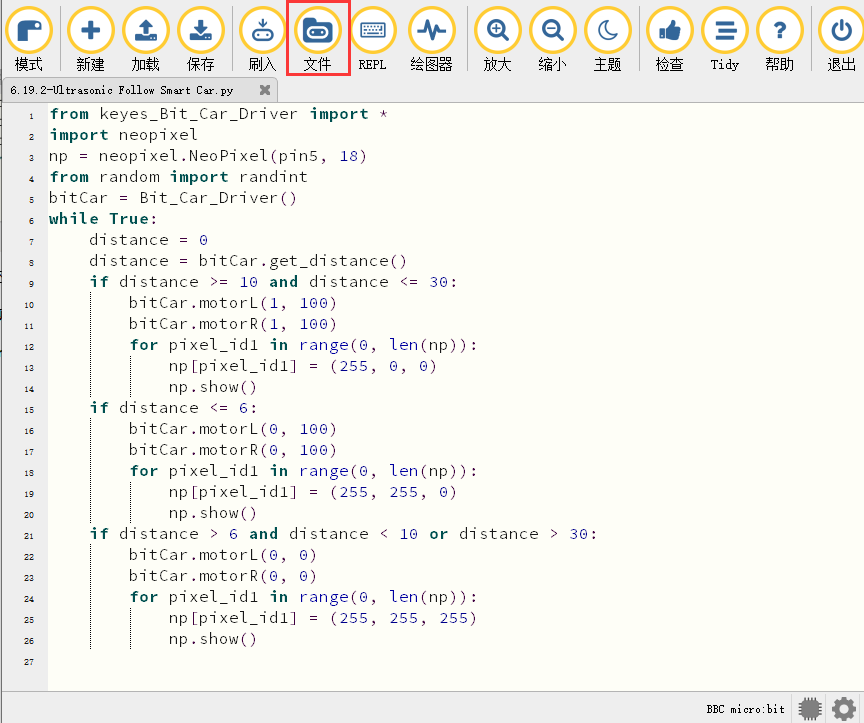 模式 新建 加载 保存 刷入 文件 REPL 绘图器 放大 缩小 主题 检查 Tidy 帮助 退出
6.19.2-Ultrasonic Follow Smart Car.py
1 from keyes_Bit_Car_Driver import *
2 import neopixel
3 np = neopixel.NeoPixel(pin5, 18)
4 from random import randint
5 bitCar = Bit_Car_Driver()
6 while True:
7     distance = 0
8     distance = bitCar.get_distance()
9     if distance >= 10 and distance <= 30:
10         bitCar.motorL(1, 100)
11         bitCar.motorR(1, 100)
12         for pixel_id1 in range(0, len(np)):
13             np[pixel_id1] = (255, 0, 0)
14             np.show()
15     if distance <= 6:
16         bitCar.motorL(0, 100)
17         bitCar.motorR(0, 100)
18         for pixel_id1 in range(0, len(np)):
19             np[pixel_id1] = (255, 255, 0)
20             np.show()
21     if distance > 6 and distance < 10 or distance > 30:
22         bitCar.motorL(0, 0)
23         bitCar.motorR(0, 0)
24         for pixel_id1 in range(0, len(np)):
25             np[pixel_id1] = (255, 255, 255)
26             np.show()
27
BBC micro:bit